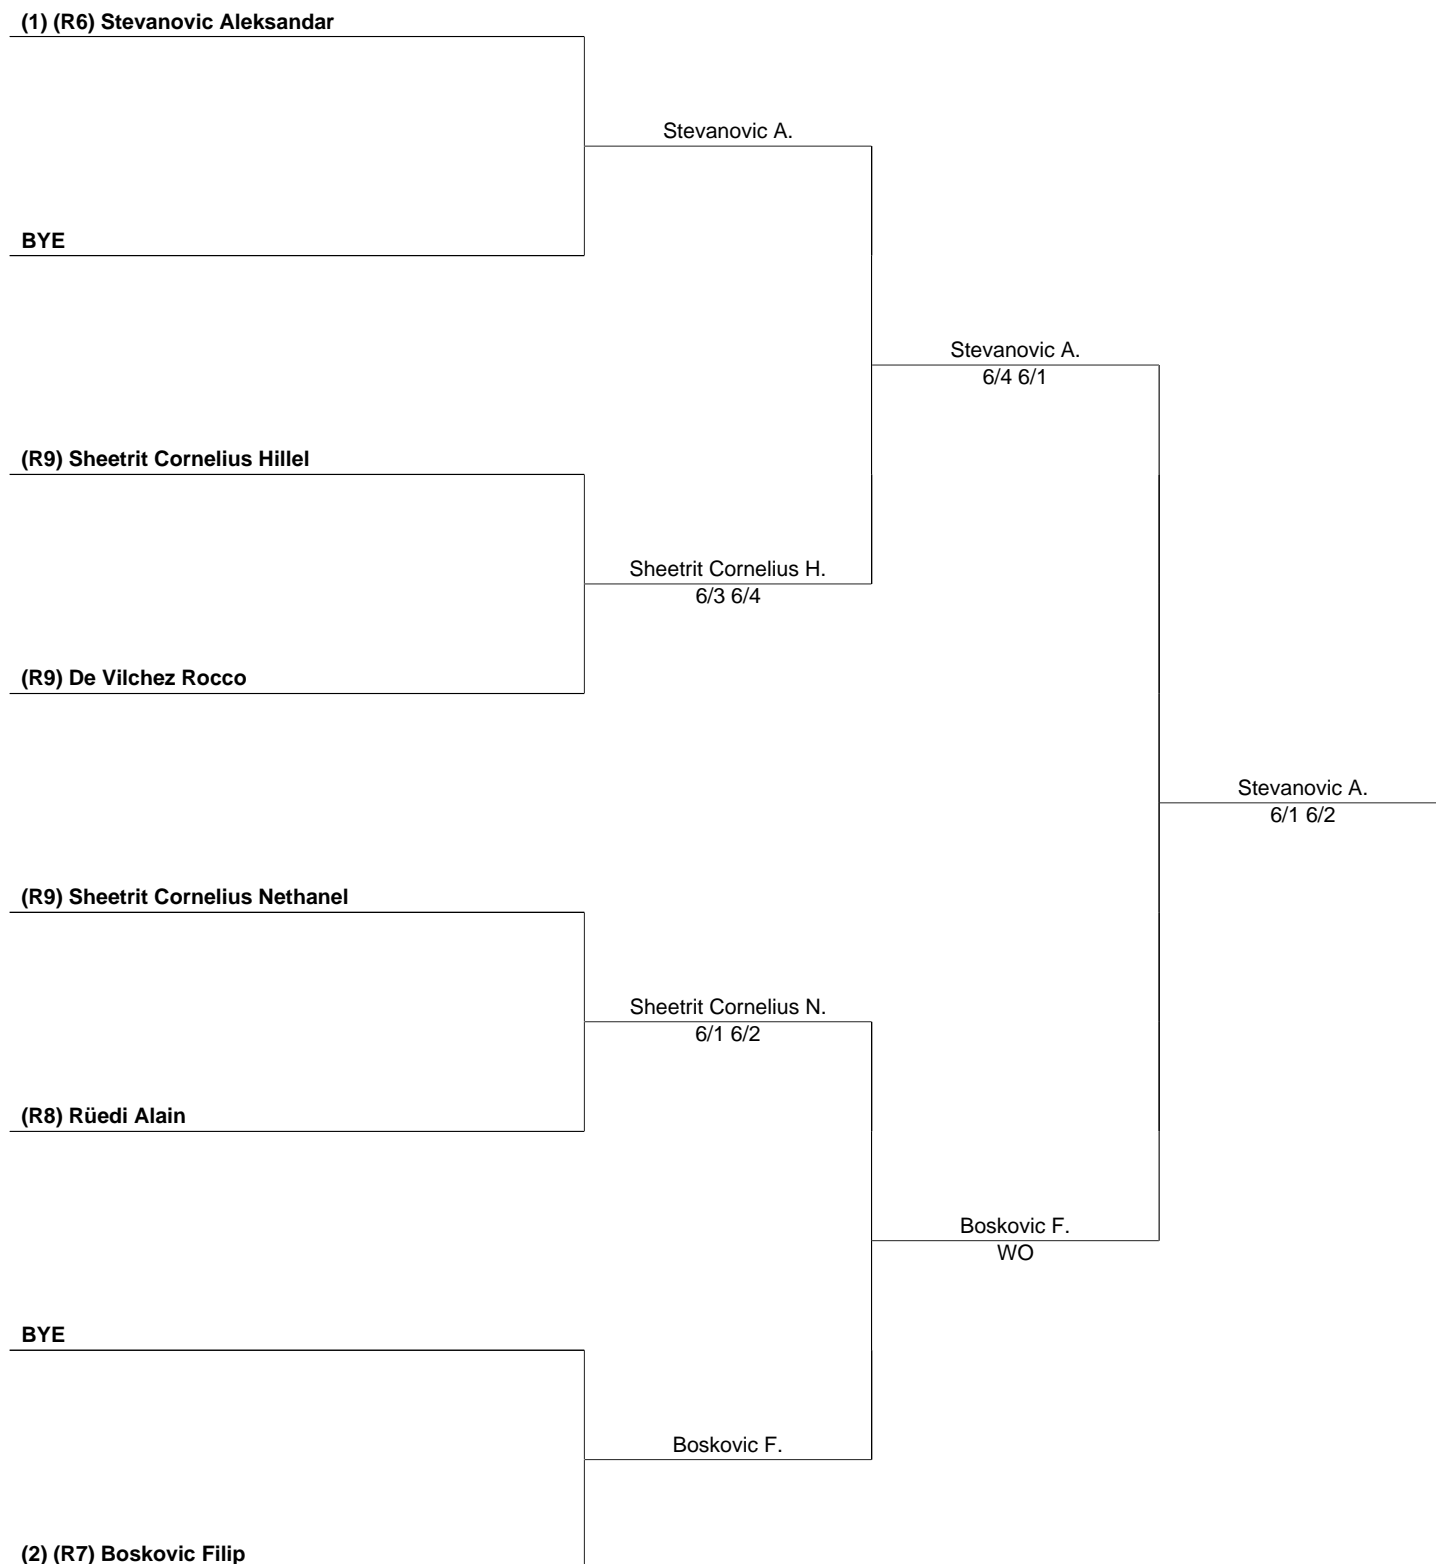 (1) (R6) Stevanovic Aleksandar
Stevanovic A.
BYE
Stevanovic A.
6/4 6/1
(R9) Sheetrit Cornelius Hillel
Sheetrit Cornelius H.
6/3 6/4
(R9) De Vilchez Rocco
Stevanovic A.
6/1 6/2
(R9) Sheetrit Cornelius Nethanel
Sheetrit Cornelius N.
6/1 6/2
(R8) Rüedi Alain
Boskovic F.
WO
BYE
Boskovic F.
(2) (R7) Boskovic Filip